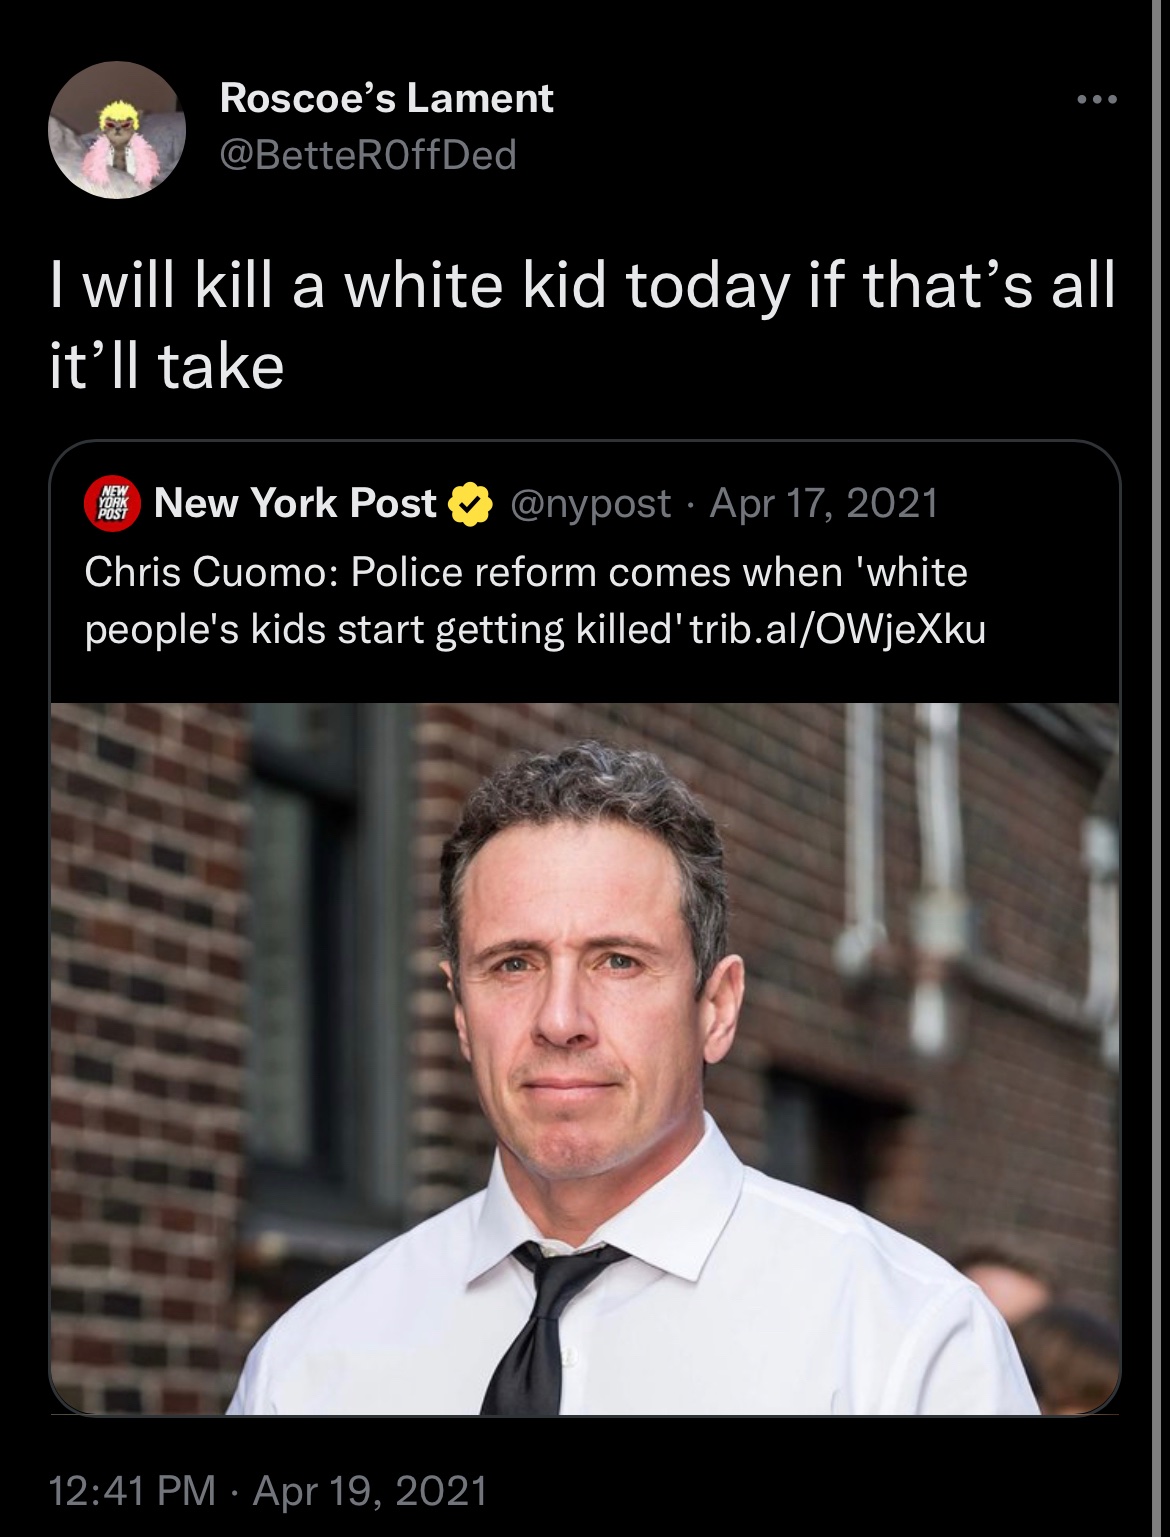 Roscoe’s Lament
@BetteR0ffDed
I will kill a white kid today if that’s all
it’ll take
NEW
YORK
POST
New York Post @nypost · Apr 17, 2021
Chris Cuomo: Police reform comes when 'white
people's kids start getting killed' trib.al/OWjeXku
12:41 PM · Apr 19, 2021